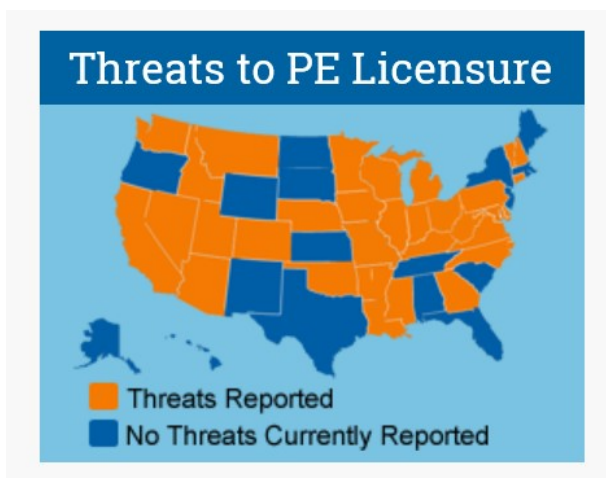 Threats to PE Licensure
Threats Reported
No Threats Currently Reported